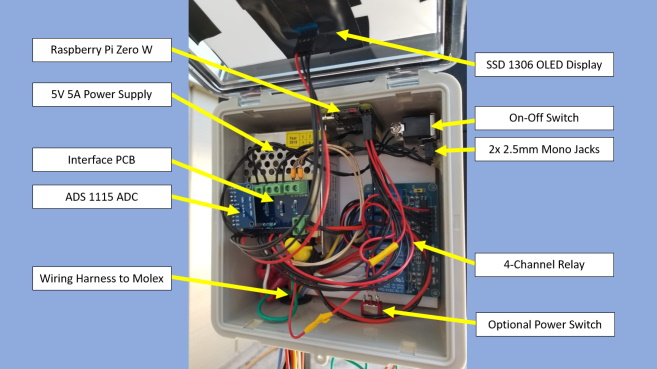 Raspberry Pi Zero W
5V 5A Power Supply
Interface PCB
ADS 1115 ADC
Wiring Harness to Molex
SSD 1306 OLED Display
On-Off Switch
2x 2.5mm Mono Jacks
4-Channel Relay
Optional Power Switch